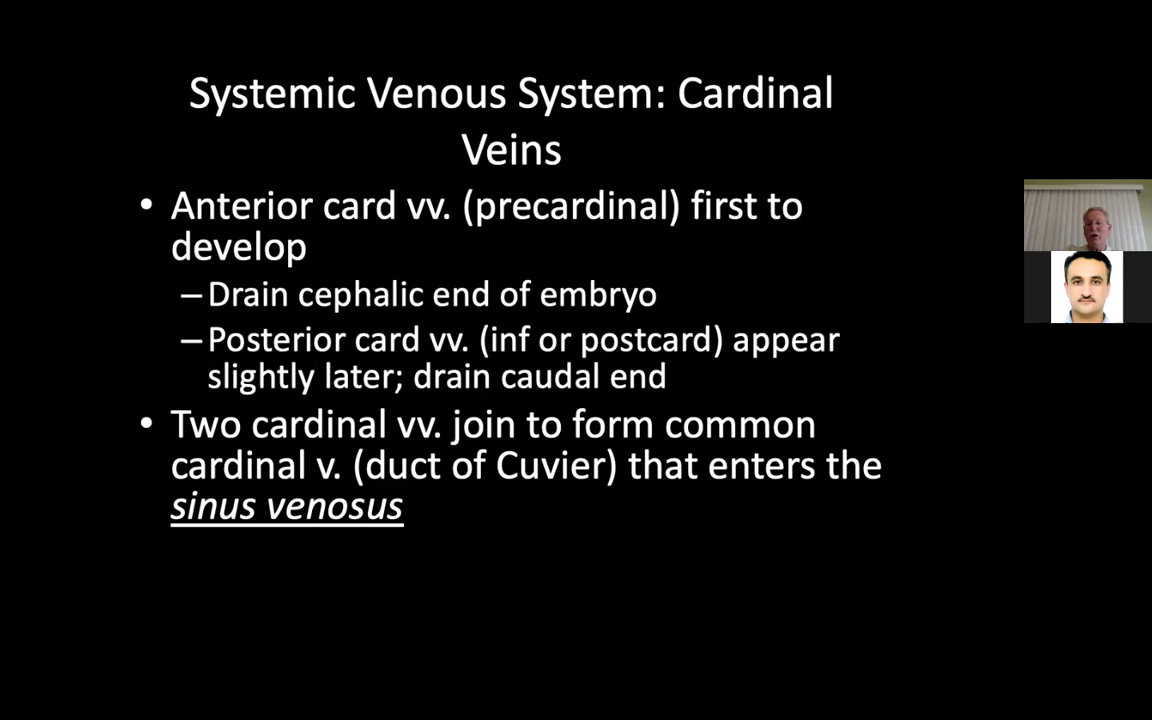 Systemic Venous System: Cardinal
Veins
• Anterior card vv. (precardinal) first to
develop
–Drain cephalic end of embryo
–Posterior card vv. (inf or postcard) appear
slightly later; drain caudal end
• Two cardinal vv. join to form common
cardinal v. (duct of Cuvier) that enters the
sinus venosus